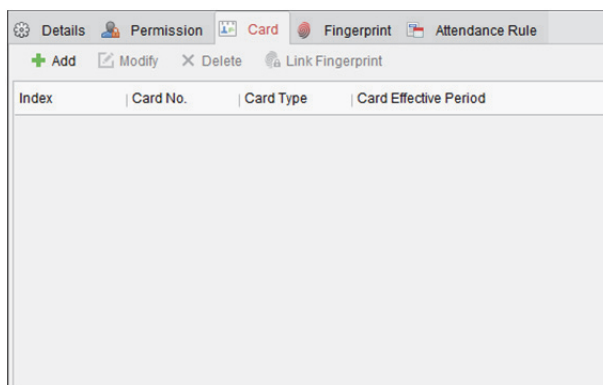 Details Permission Card Fingerprint Attendance Rule
Add Modify Delete Link Fingerprint
Index Card No. Card Type Card Effective Period